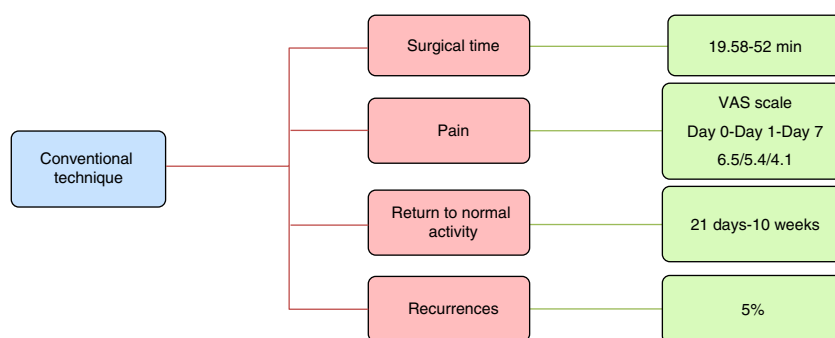 Conventional
technique
Surgical time
19.58-52 min
Pain
VAS scale
Day 0-Day 1-Day 7
6.5/5.4/4.1
Return to normal
activity
21 days-10 weeks
Recurrences
5%